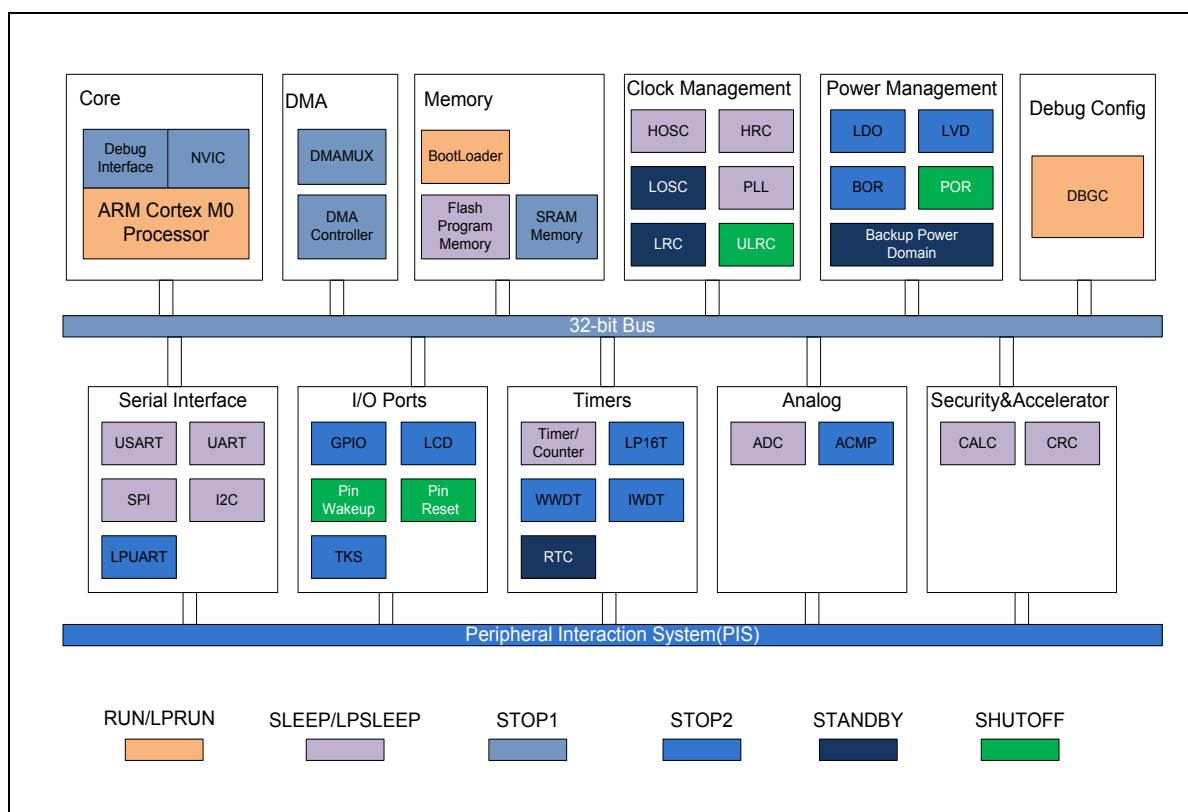 Core
Debug
Interface
NVIC
ARM Cortex M0
Processor
DMA
DMAMUX
DMA
Controller
Memory
BootLoader
Flash
Program
Memory
SRAM
Memory
Clock Management
HOSC
HRC
LOSC
PLL
LRC
ULRC
Power Management
LDO
LVD
BOR
POR
Backup Power
Domain
Debug Config
DBGC
32-bit Bus
Serial Interface
USART
UART
SPI
I2C
LPUART
I/O Ports
GPIO
LCD
Pin
Wakeup
Pin
Reset
TKS
Timers
Timer/
Counter
LP16T
WWDT
IWDT
RTC
Analog
ADC
ACMP
Security&Accelerator
CALC
CRC
Peripheral Interaction System(PIS)
RUN/LPRUN
SLEEP/LPSLEEP
STOP1
STOP2
STANDBY
SHUTOFF